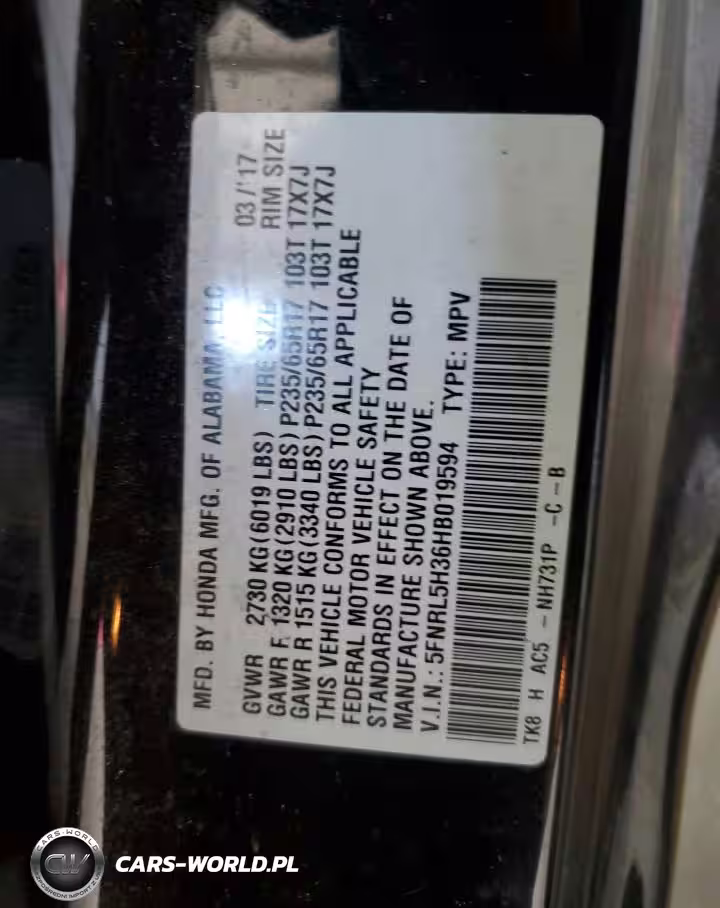 MFD. BY HONDA MFG. OF ALABAMA, LLC 03/'17
GVWR 2730 KG(6019 LBS) TIRE SIZE RIM SIZE
GAWR F 1320 KG(2910 LBS) P235/65R17 103T 17X7J
GAWR R 1515 KG(3340 LBS) P235/65R17 103T 17X7J
THIS VEHICLE CONFORMS TO ALL APPLICABLE
FEDERAL MOTOR VEHICLE SAFETY
STANDARDS IN EFFECT ON THE DATE OF
MANUFACTURE SHOWN ABOVE.
V.I.N.: 5FNRL5H36HB019594 TYPE: MPV
TK8 H AC5 -NH731P -C -B
CARS-WORLD
CW
CARS-WORLD.PL